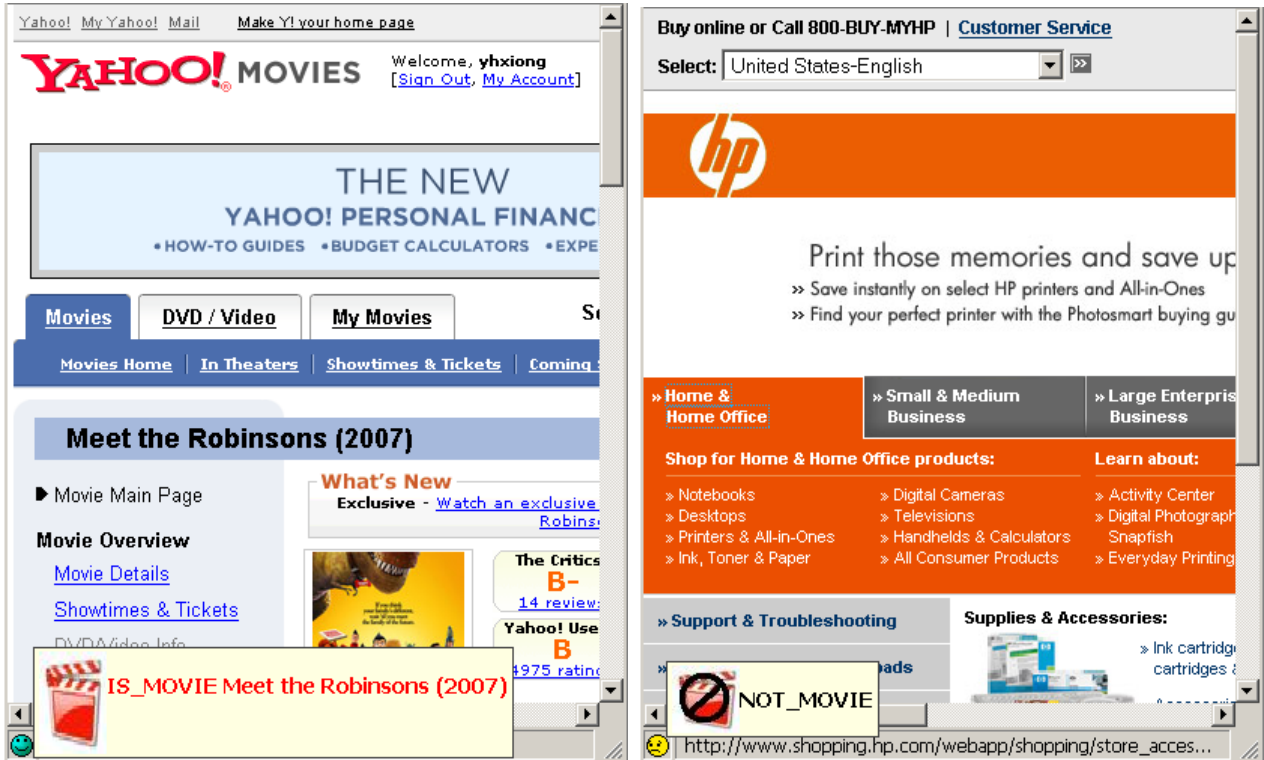 Yahoo! My Yahoo! Mail Make Y! your home page
YAHOO! MOVIES
Welcome, yhxiong
[Sign Out, My Account]
THE NEW
YAHOO! PERSONAL FINANC
•HOW-TO GUIDES •BUDGET CALCULATORS •EXPE
Movies DVD / Video My Movies
Movies Home | In Theaters | Showtimes & Tickets | Coming
Meet the Robinsons (2007)
Movie Main Page
What's New
Exclusive - Watch an exclusive
Robins
Movie Overview
Movie Details
Showtimes & Tickets
The Critics
B-
14 review
Yahoo! Use
B
4975 rating
IS_MOVIE Meet the Robinsons (2007)
Buy online or Call 800-BUY-MYHP | Customer Service
Select: United States-English
hp
Print those memories and save up
» Save instantly on select HP printers and All-in-Ones
» Find your perfect printer with the Photosmart buying gu
» Home &
Home Office
» Small & Medium
Business
» Large Enterpris
Business
Shop for Home & Home Office products:
» Notebooks
» Desktops
» Printers & All-in-Ones
» Ink, Toner & Paper
» Digital Cameras
» Televisions
» Handhelds & Calculators
» All Consumer Products
Learn about:
» Activity Center
» Digital Photograph
Snapfish
» Everyday Printing
» Support & Troubleshooting
oads
Supplies & Accessories:
» Ink cartridg
cartridges
NOT_MOVIE
http://www.shopping.hp.com/webapp/shopping/store_acces...